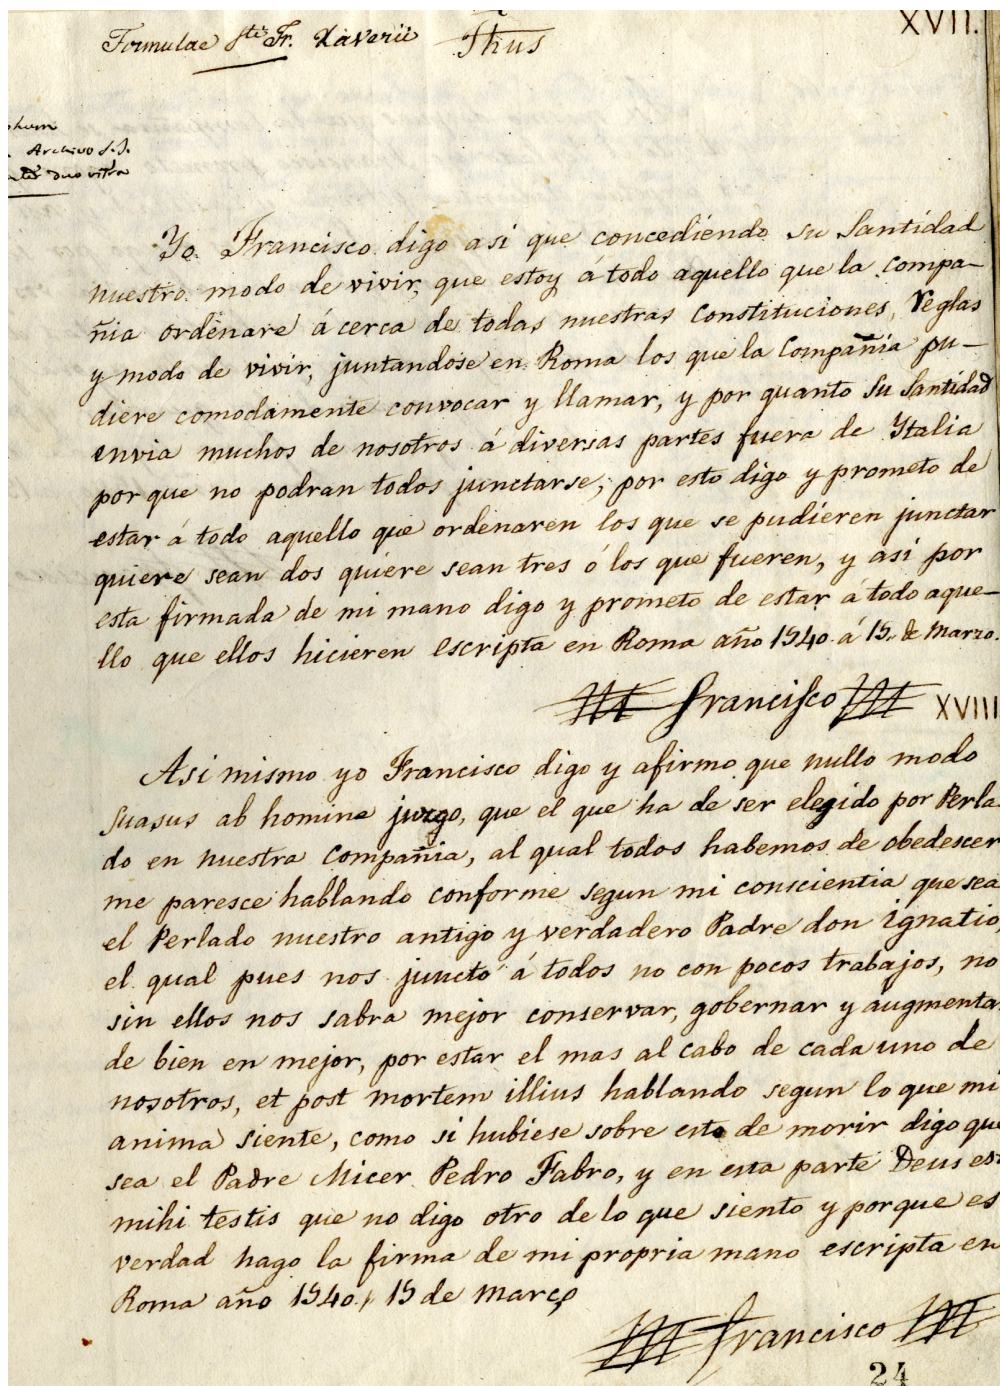 Formulae Sti Fr. Xaverii Jhus
XVII.
Archivo S.J.
duo vitra
Yo Francisco digo asi que concediendo su Santidad
nuestro modo de vivir, que estoy á todo aquello que la compa-
ñia ordenare á cerca de todas nuestras Constituciones, Reglas
y modo de vivir, juntandose en Roma los que la Compañía pu-
diere comodamente convocar y llamar, y por quanto Su Santidad
envia muchos de nosotros á diversas partes fuera de Ytalia
por que no podran todos junctarse, por esto digo y prometo de
estar á todo aquello que ordenaren los que se pudieren junctar
quiere sean dos quiere sean tres ó los que fueren, y asi por
esta firmada de mi mano digo y prometo de estar á todo aque-
llo que ellos hicieren escripta en Roma año 1540. á 15. de Marzo.
Francisco
XVIII
Asi mismo yo Francisco digo y afirmo que nullo modo
suasus ab homine juzgo, que el que ha de ser elegido por Perla
do en nuestra Compañia, al qual todos habemos de obedescer
me paresce hablando conforme segun mi conscientia que sea
el Perlado nuestro antigo y verdadero Padre don Ignatio,
el qual pues nos junctó á todos no con pocos trabajos, no
sin ellos nos sabra mejor conservar, gobernar y augmenta
de bien en mejor, por estar el mas al cabo de cada uno de
nosotros, et post mortem illius hablando segun lo que mi
anima siente, como si hubiese sobre esto de morir digo que
sea el Padre Micer Pedro Fabro, y en esta parte Deus es
mihi testis que no digo otro de lo que siento y porque es
verdad hago la firma de mi propria mano escripta en
Roma año 1540. 15 de março
Francisco
24